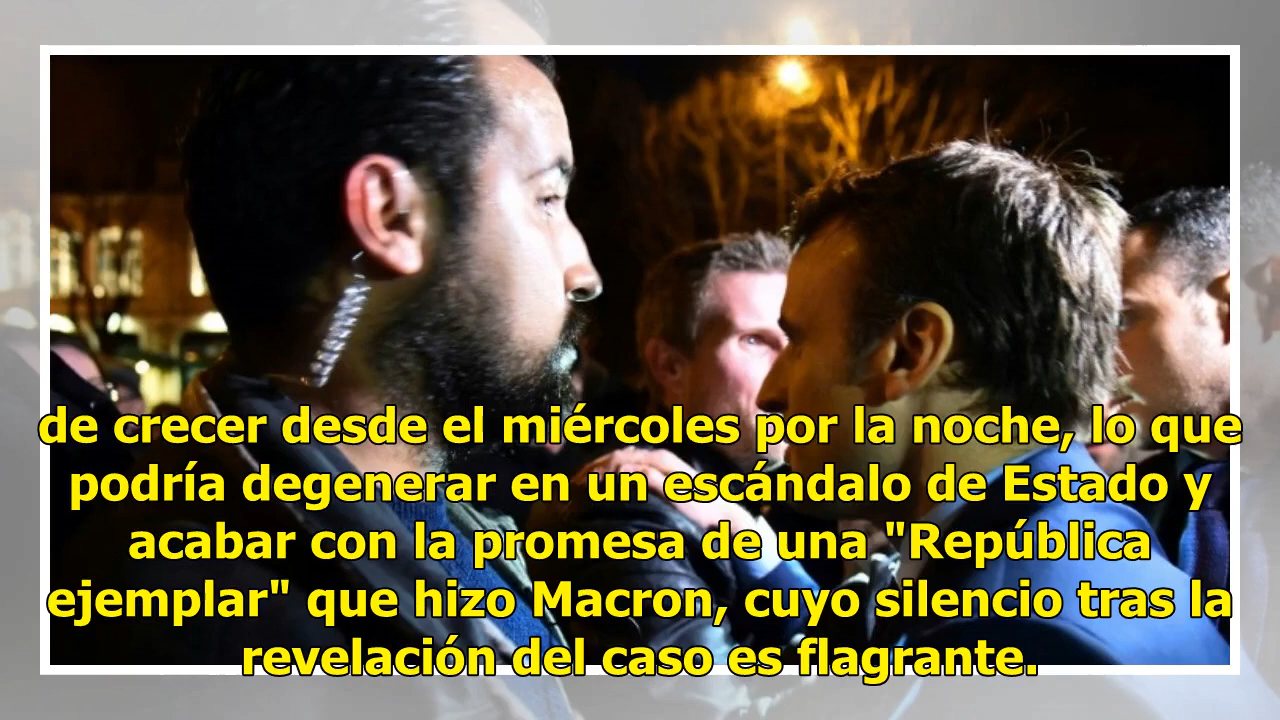 de crecer desde el miércoles por la noche, lo que
podría degenerar en un escándalo de Estado y
acabar con la promesa de una "República
ejemplar" que hizo Macron, cuyo silencio tras la
revelación del caso es flagrante.